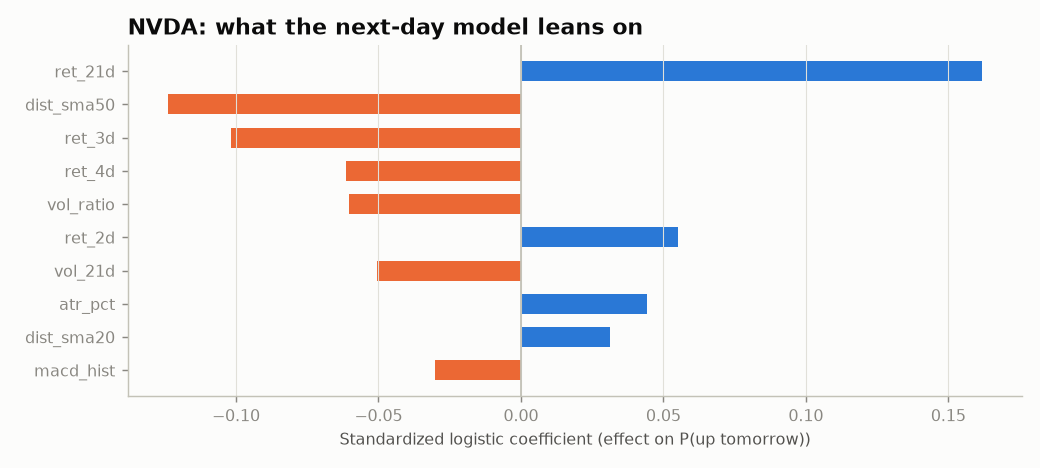 NVDA: what the next-day model leans on
ret_21d
dist_sma50
ret_3d
ret_4d
vol_ratio
ret_2d
vol_21d
atr_pct
dist_sma20
macd_hist
−0.10 −0.05 0.00 0.05 0.10 0.15
Standardized logistic coefficient (effect on P(up tomorrow))